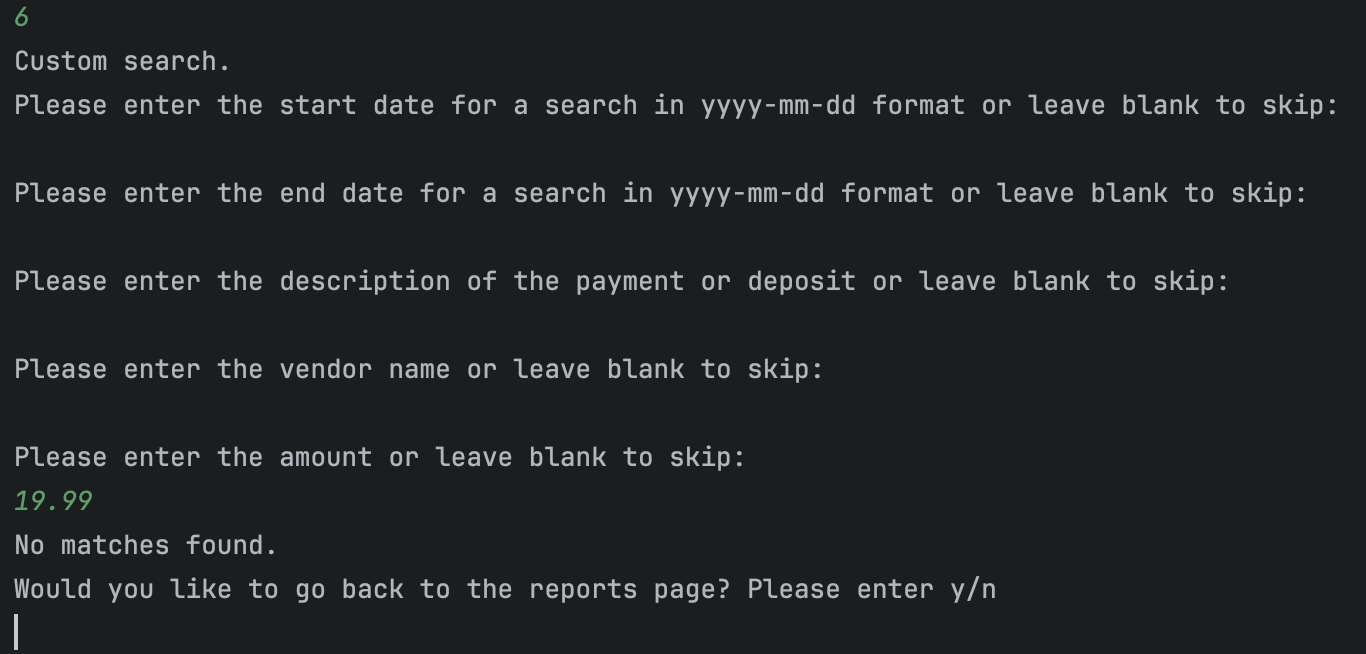 6
Custom search.
Please enter the start date for a search in yyyy-mm-dd format or leave blank to skip:
Please enter the end date for a search in yyyy-mm-dd format or leave blank to skip:
Please enter the description of the payment or deposit or leave blank to skip:
Please enter the vendor name or leave blank to skip:
Please enter the amount or leave blank to skip:
19.99
No matches found.
Would you like to go back to the reports page? Please enter y/n